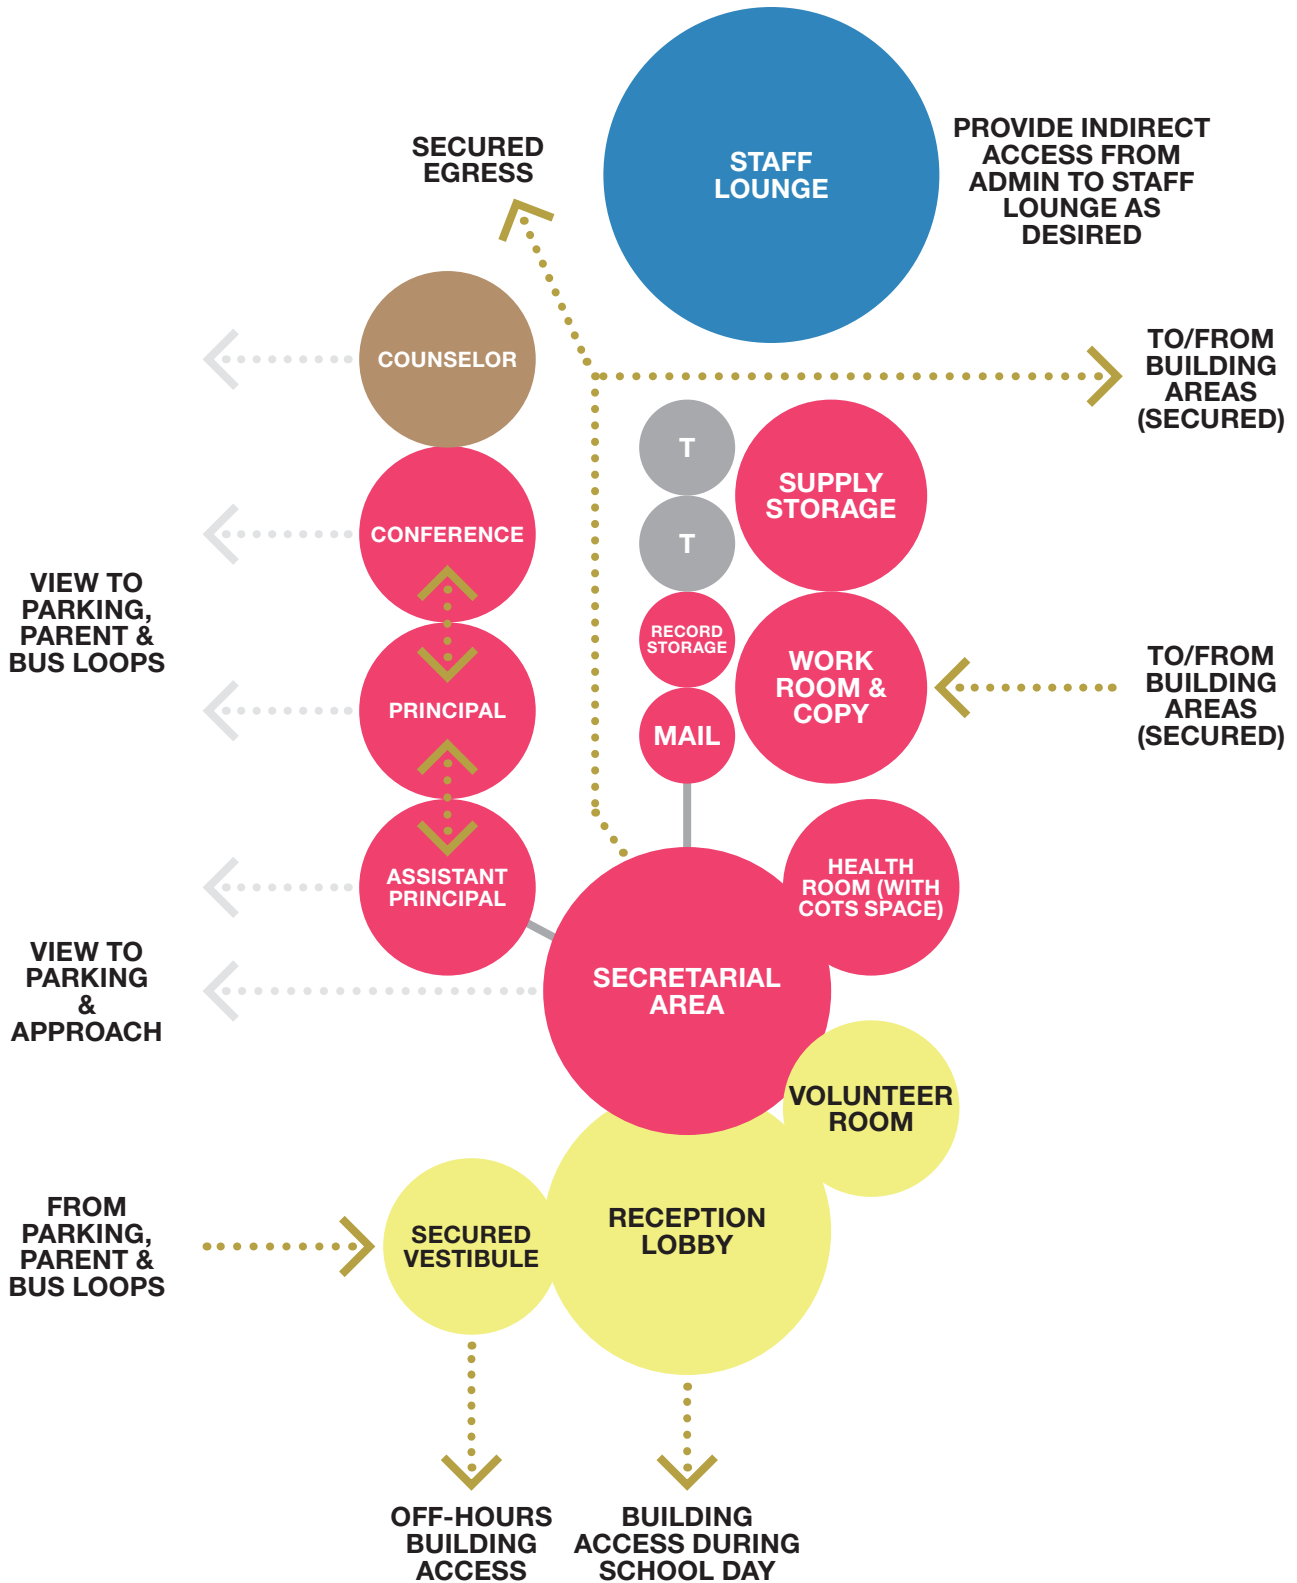 STAFF
LOUNGE
PROVIDE INDIRECT
ACCESS FROM
ADMIN TO STAFF
LOUNGE AS
DESIRED
SECURED
EGRESS
COUNSELOR
TO/FROM
BUILDING
AREAS
(SECURED)
T
SUPPLY
STORAGE
CONFERENCE
T
VIEW TO
PARKING,
PARENT &
BUS LOOPS
RECORD
STORAGE
WORK
ROOM &
COPY
TO/FROM
BUILDING
AREAS
(SECURED)
PRINCIPAL
MAIL
ASSISTANT
PRINCIPAL
HEALTH
ROOM (WITH
COTS SPACE)
VIEW TO
PARKING
&
APPROACH
SECRETARIAL
AREA
VOLUNTEER
ROOM
FROM
PARKING,
PARENT &
BUS LOOPS
SECURED
VESTIBULE
RECEPTION
LOBBY
OFF-HOURS
BUILDING
ACCESS
BUILDING
ACCESS DURING
SCHOOL DAY